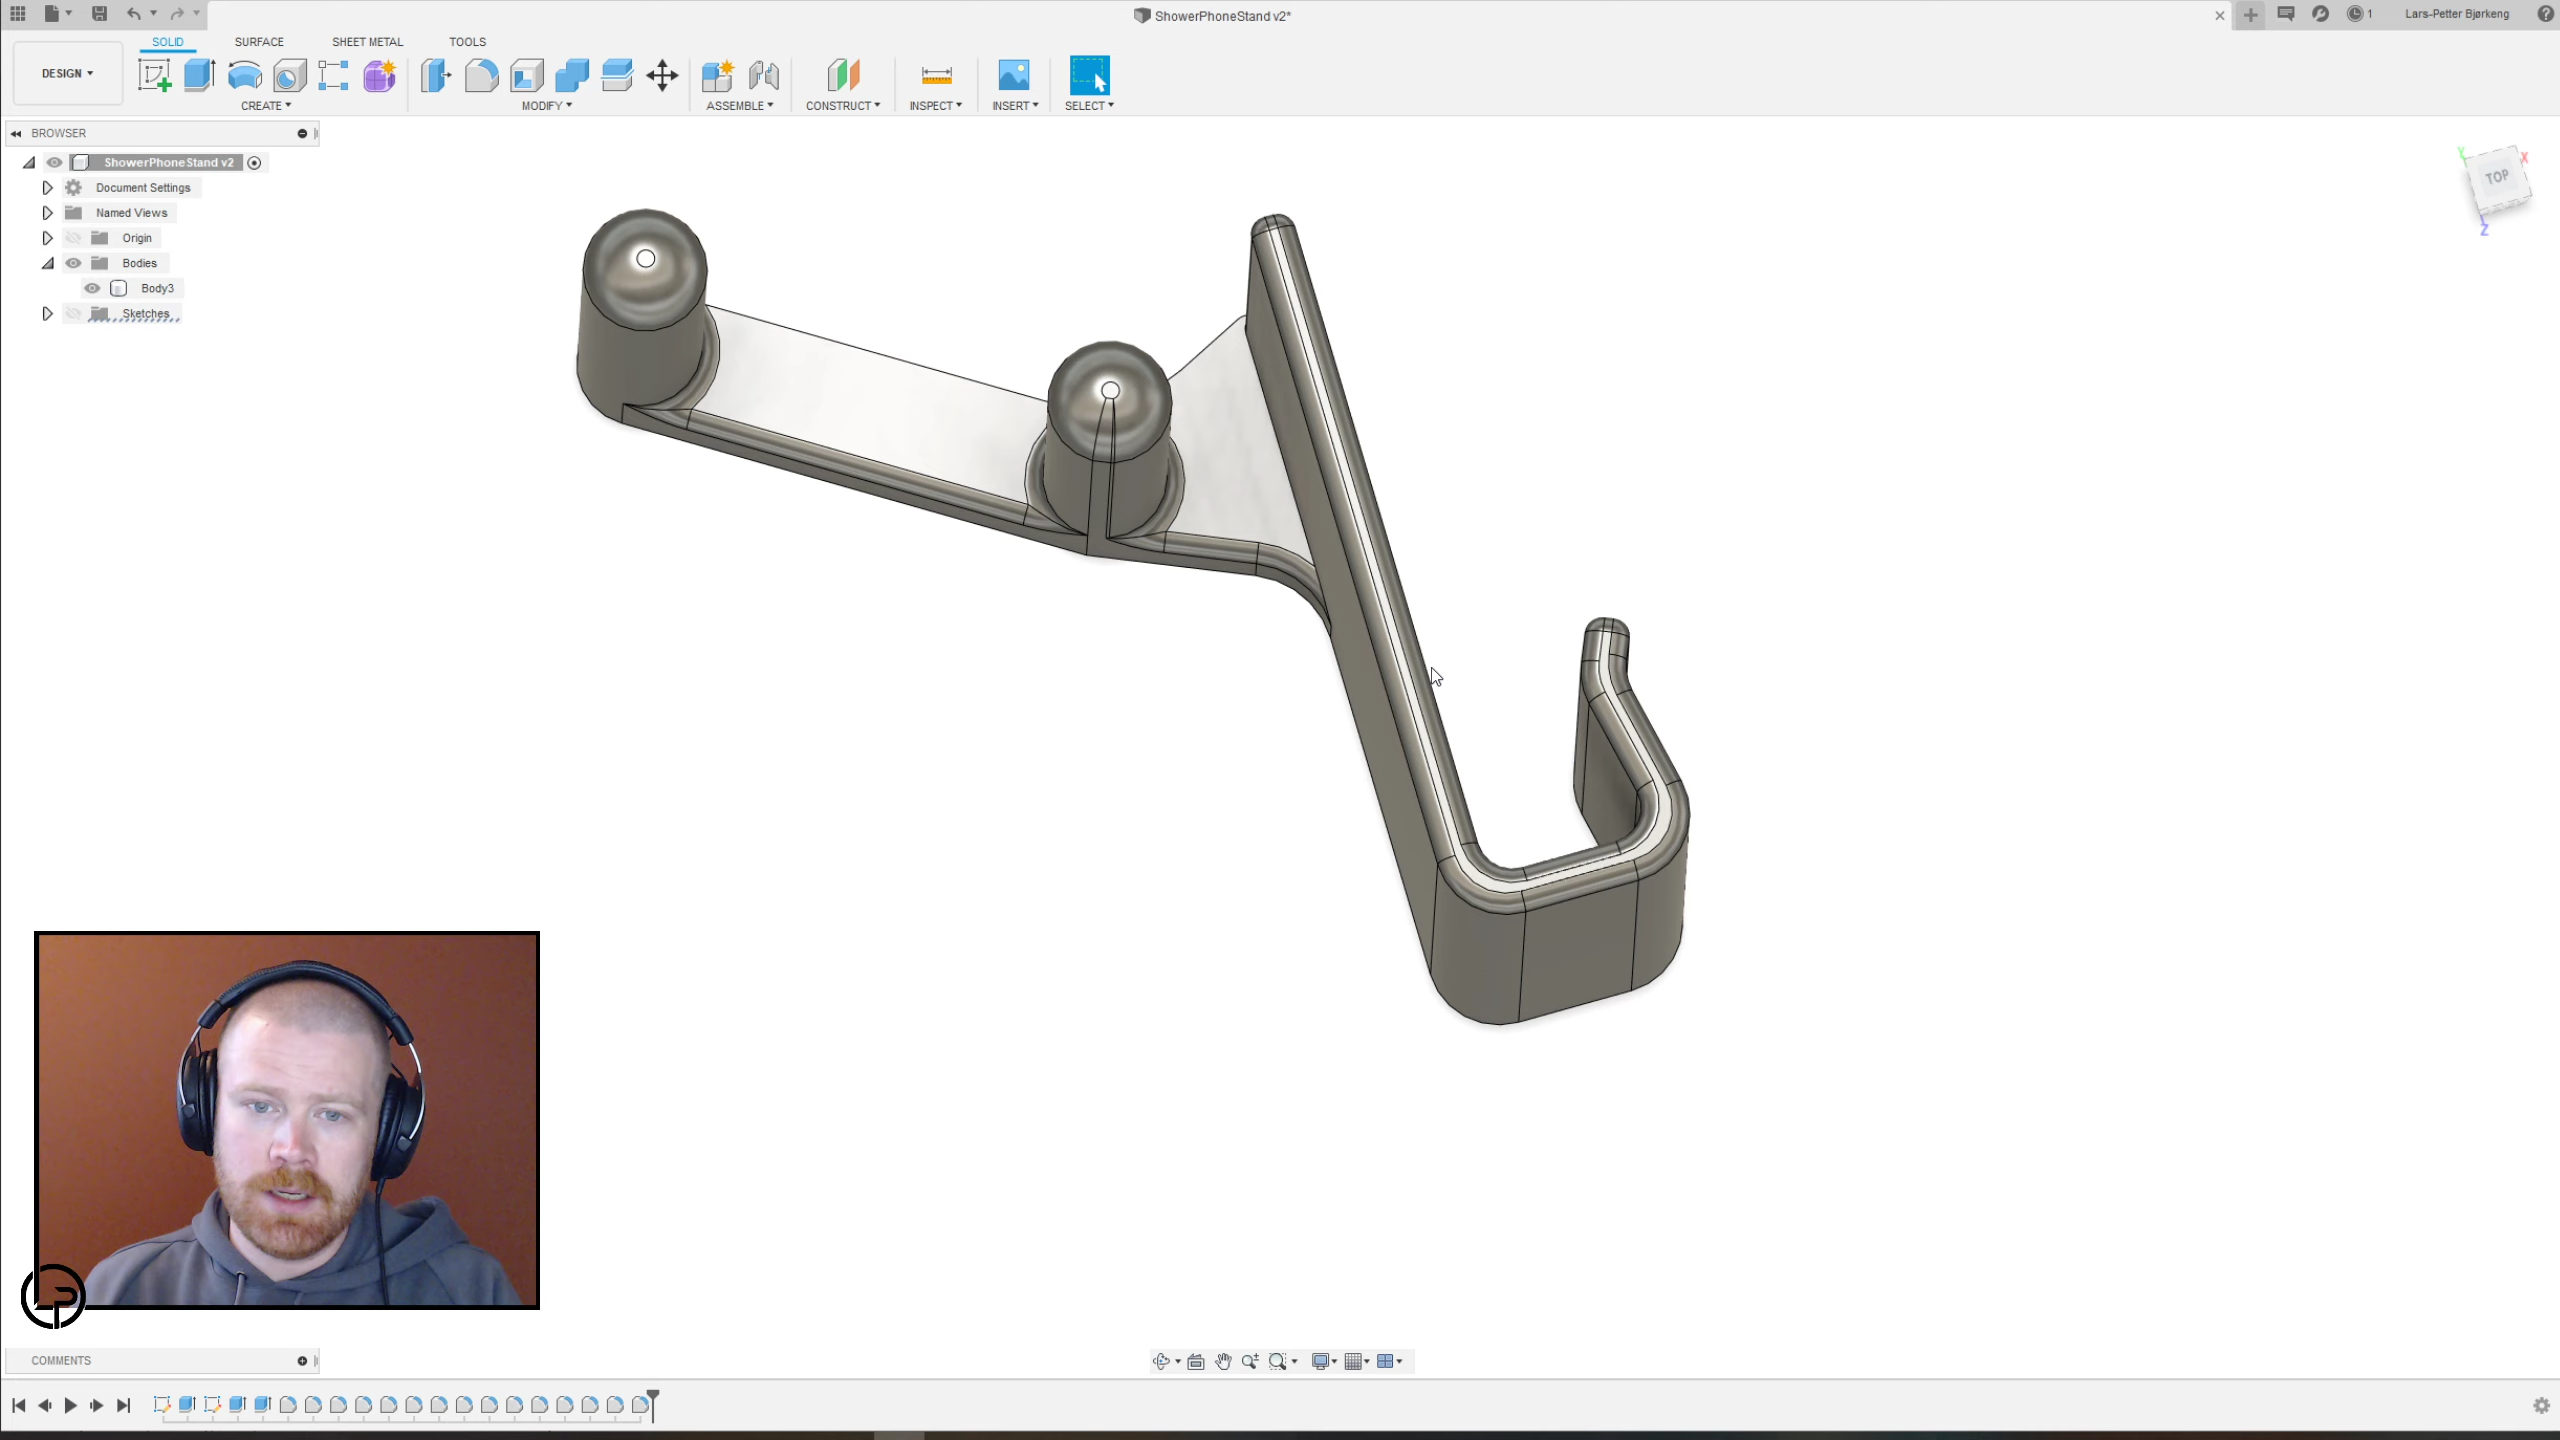 ShowerPhoneStand v2*
1
Lars-Petter Bjørkeng
SOLID
SURFACE
SHEET METAL
TOOLS
DESIGN
CREATE
MODIFY
ASSEMBLE
CONSTRUCT
INSPECT
INSERT
SELECT
BROWSER
ShowerPhoneStand v2
Document Settings
Named Views
Origin
Bodies
Body3
Sketches
Y
X
TOP
Z
COMMENTS